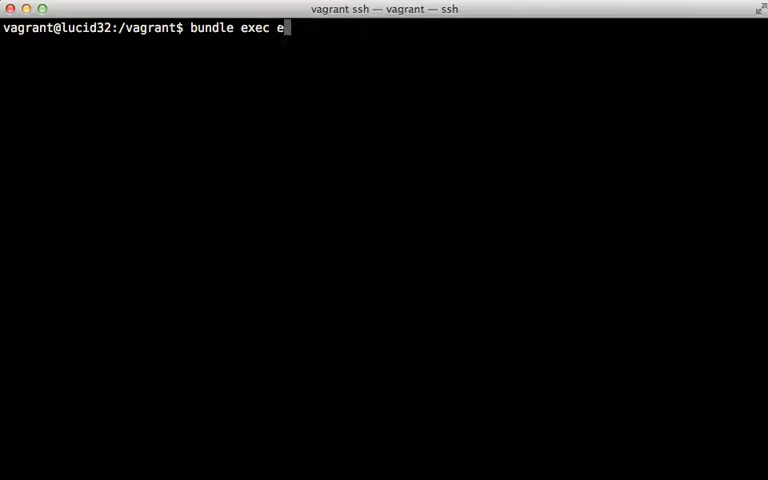 vagrant ssh — vagrant — ssh
vagrant@lucid32:/vagrant$ bundle exec e